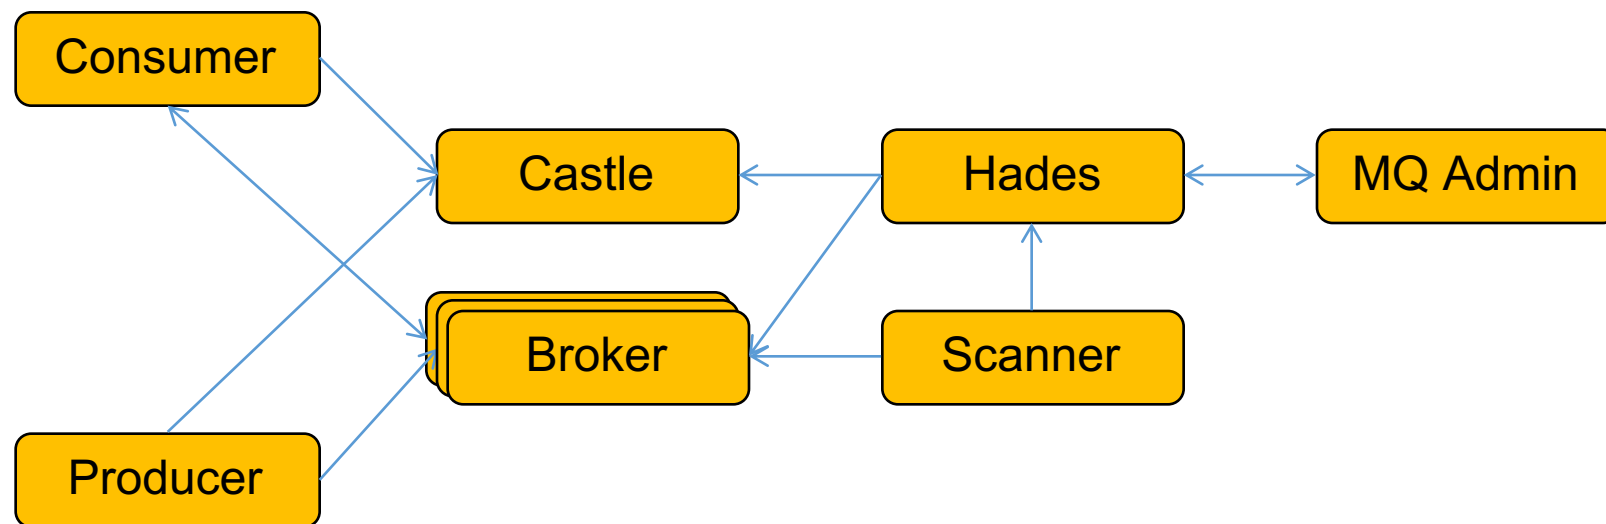 Consumer
Castle
Hades
MQ Admin
Broker
Scanner
Producer